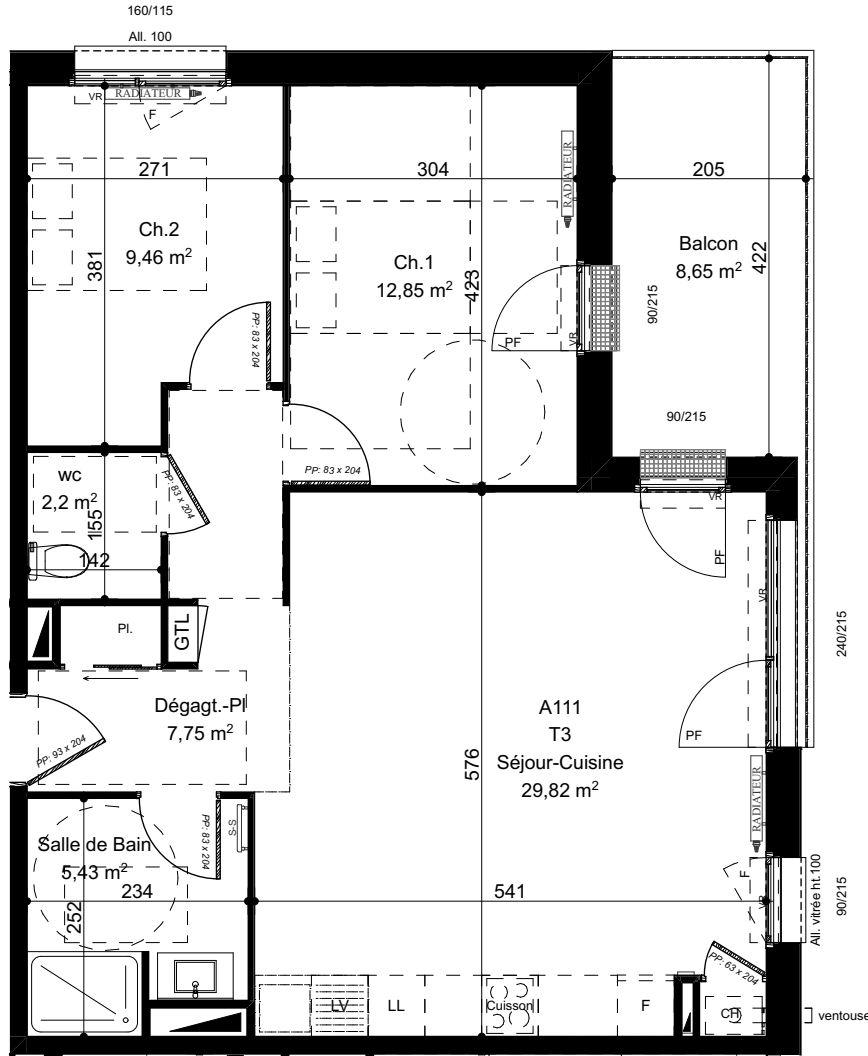 160/115
All. 100
VR
RADIATEUR
F
271
304
205
RADIATEUR
Ch.2
9,46 m²
381
Ch.1
12,85 m²
423
Balcon
8,65 m²
422
90/215
PP: 83 x 204
VR
PF
90/215
PP: 83 x 204
wc
2,2 m²
155
142
PP: 83 x 204
VR
PF
VR
Pl.
GTL
240/215
Dégagt.-Pl
7,75 m²
PP: 93 x 204
A111
T3
Séjour-Cuisine
29,82 m²
576
PF
RADIATEUR
Salle de Bain
5,43 m²
234
252
PP: 83 x 204
S-S
541
F
VR
All. vitrée ht.100
90/215
PP: 63 x 204
LV
LL
Cuisson
F
CH
ventouse